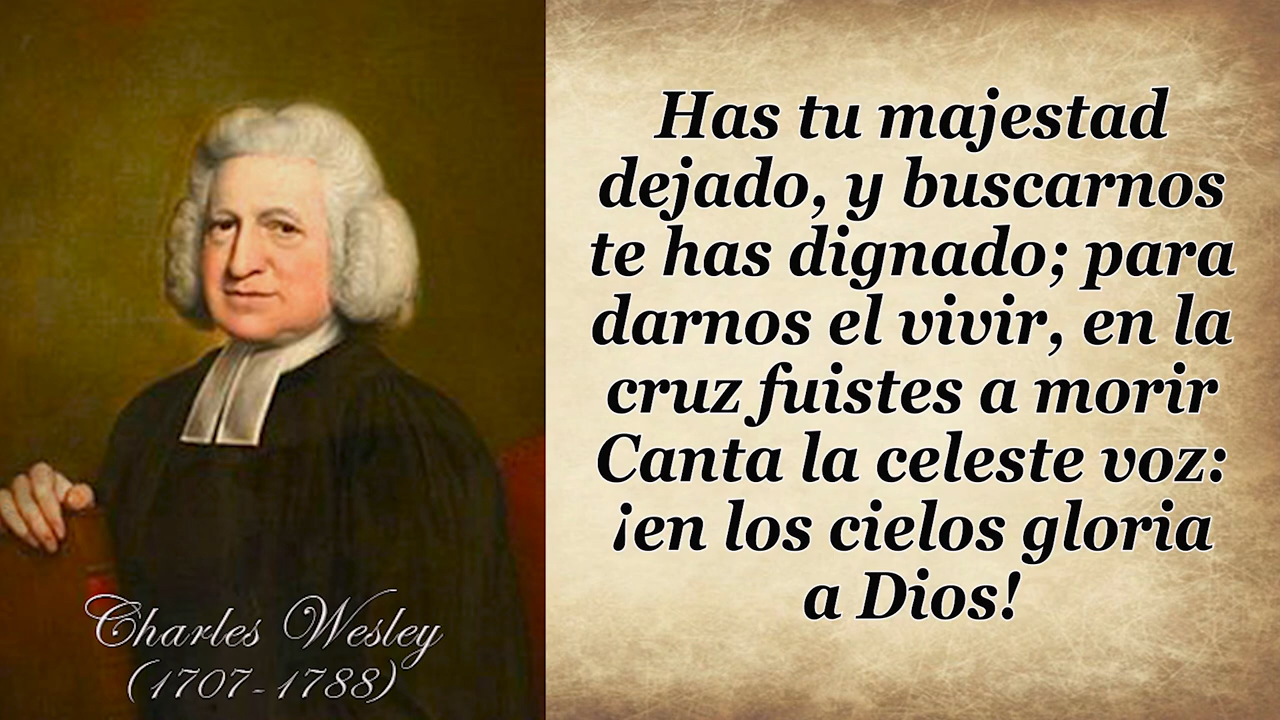 Has tu majestad
dejado, y buscarnos
te has dignado; para
darnos el vivir, en la
cruz fuistes a morir
Canta la celeste voz:
¡en los cielos gloria
a Dios!
Charles Wesley
(1707-1788)